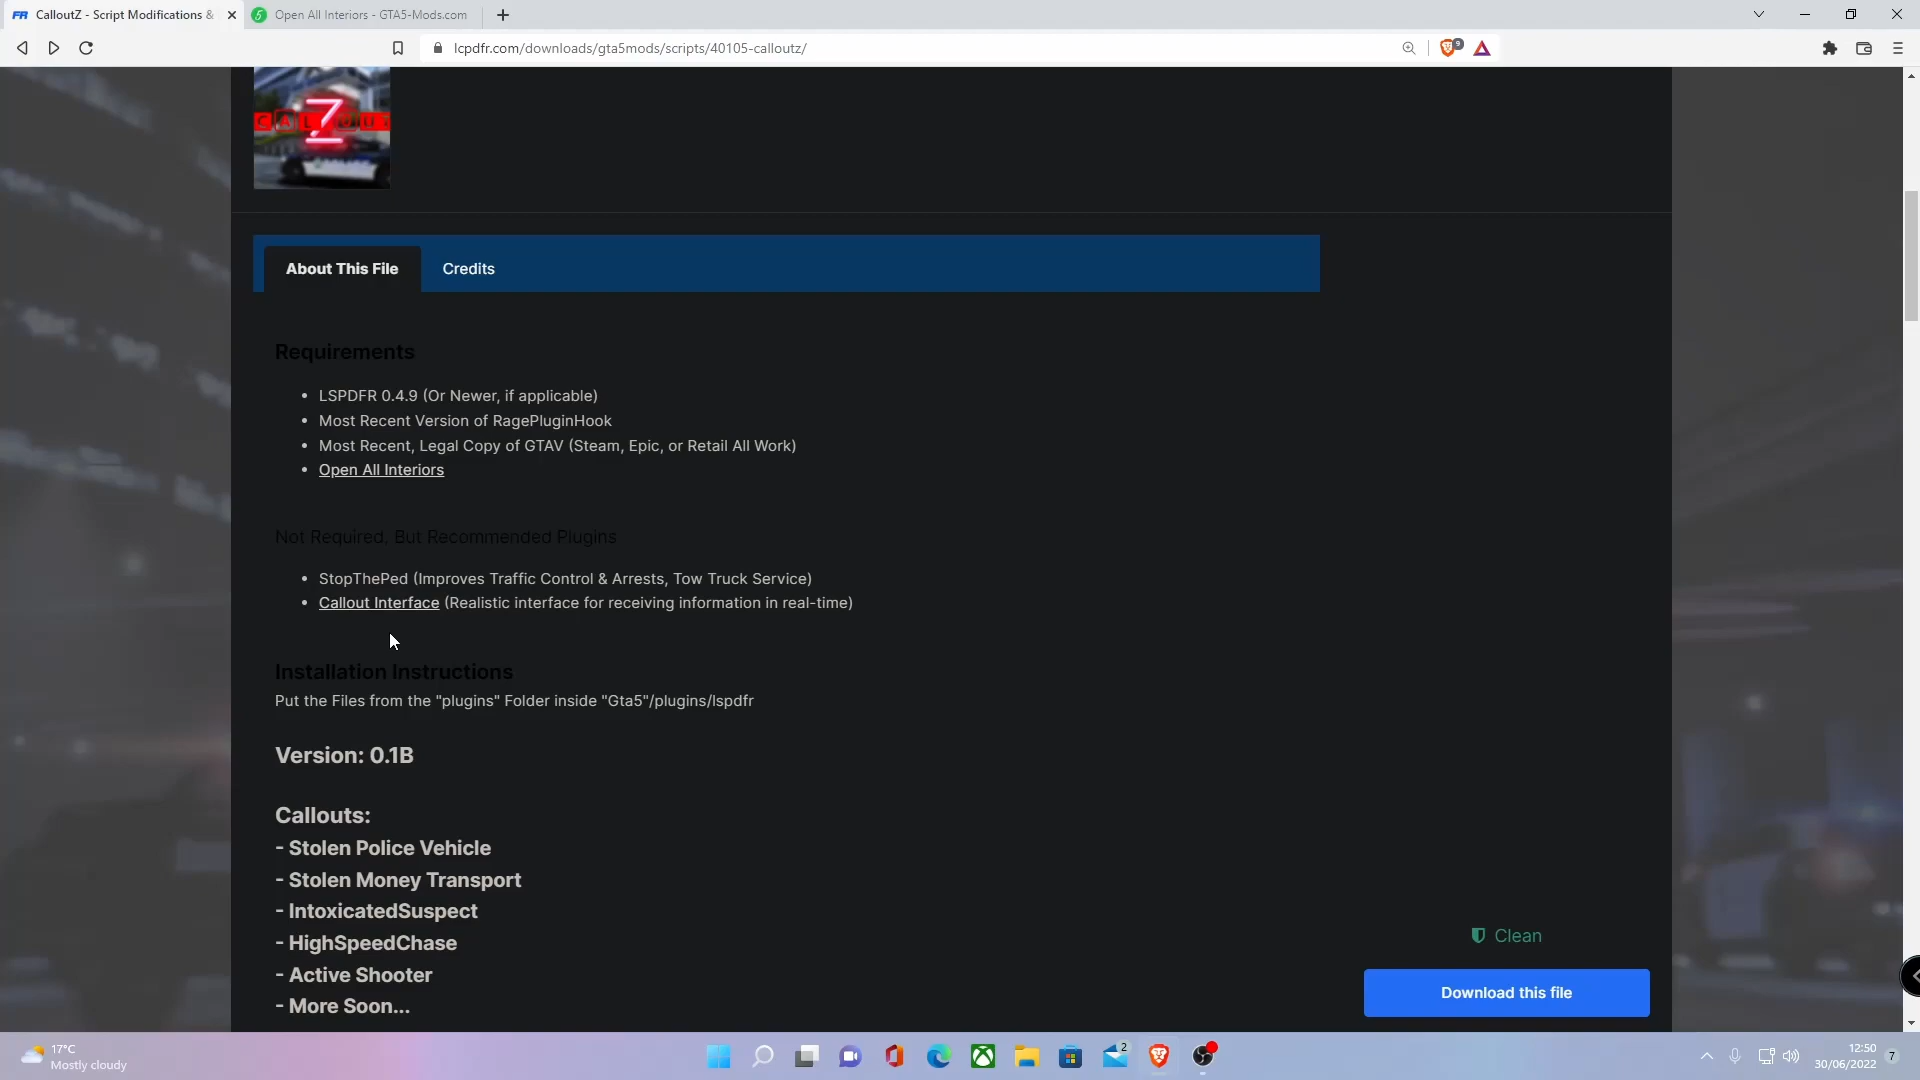 CalloutZ - Script Modifications &
Open All Interiors - GTA5-Mods.com
lcpdfr.com/downloads/gta5mods/scripts/40105-calloutz/
9
CALLOUT
Z
About This File
Credits
Requirements
• LSPDFR 0.4.9 (Or Newer, if applicable)
• Most Recent Version of RagePluginHook
• Most Recent, Legal Copy of GTAV (Steam, Epic, or Retail All Work)
• Open All Interiors
Not Required, But Recommended Plugins
• StopThePed (Improves Traffic Control & Arrests, Tow Truck Service)
• Callout Interface (Realistic interface for receiving information in real-time)
Installation Instructions
Put the Files from the "plugins" Folder inside "Gta5"/plugins/lspdfr
Version: 0.1B
Callouts:
- Stolen Police Vehicle
- Stolen Money Transport
- IntoxicatedSuspect
- HighSpeedChase
- Active Shooter
- More Soon...
Clean
Download this file
17°C
Mostly cloudy
2
12:50
30/06/2022
7